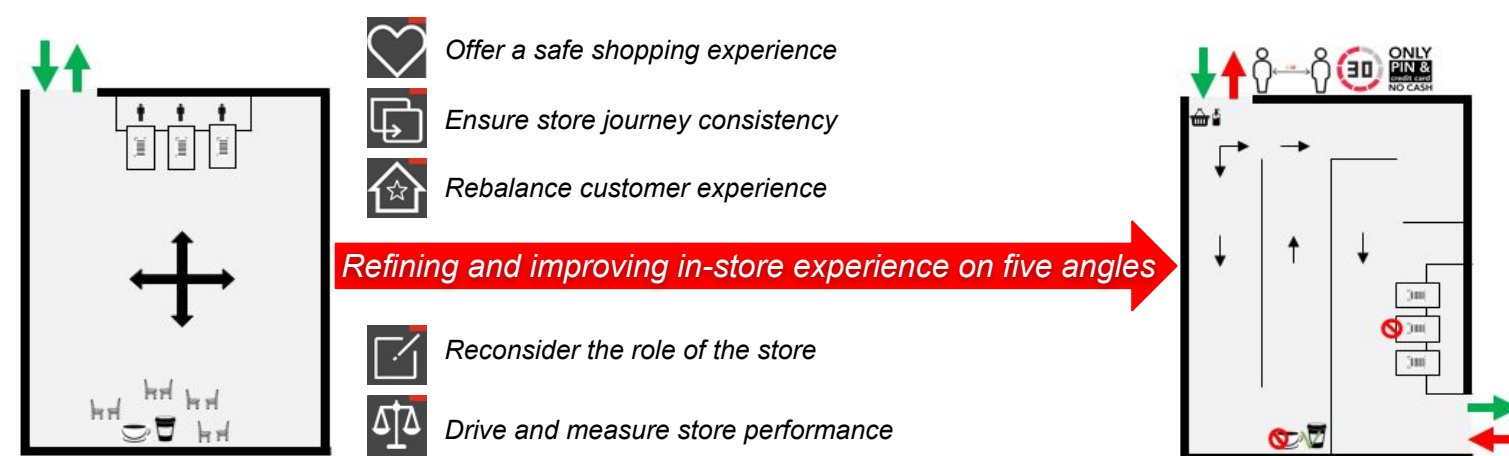 Offer a safe shopping experience
Ensure store journey consistency
Rebalance customer experience
Refining and improving in-store experience on five angles
Reconsider the role of the store
Drive and measure store performance
30
ONLY
PIN &
credit card
NO CASH